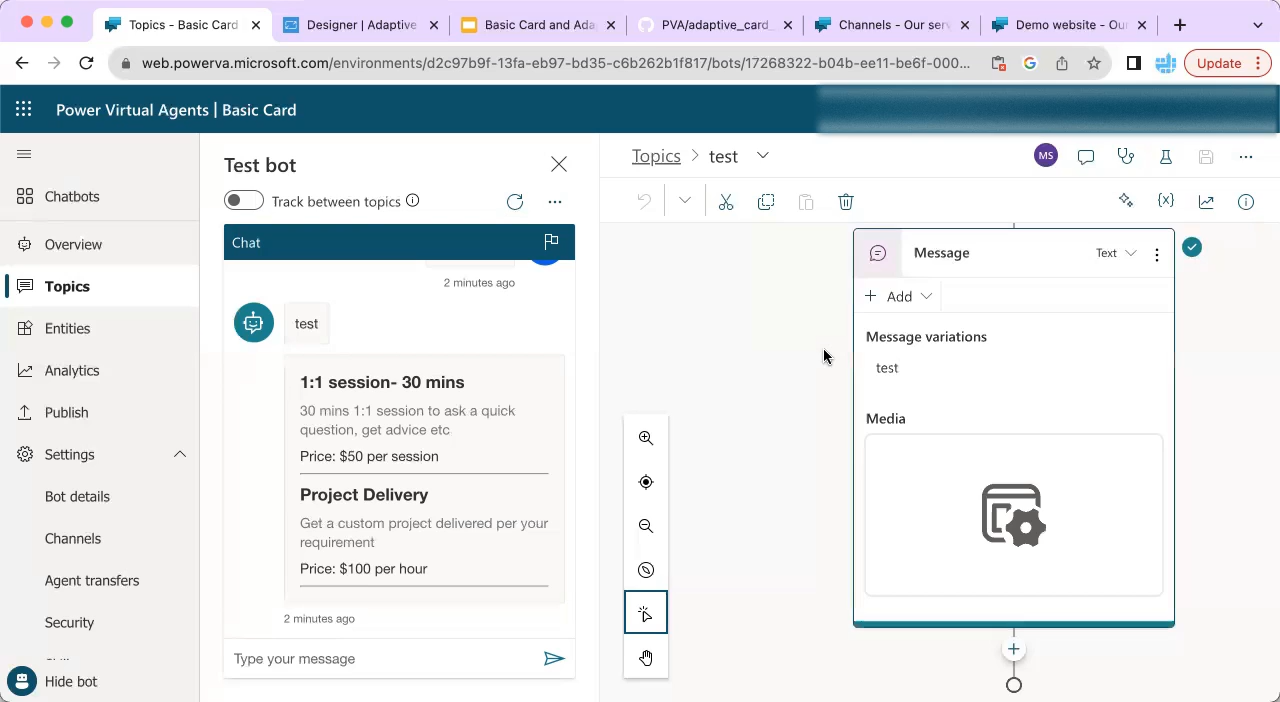 Topics - Basic Card
Designer | Adaptive
Basic Card and Ada
PVA/adaptive_card_
Channels - Our ser
Demo website - Ou
web.powerva.microsoft.com/environments/d2c97b9f-13fa-eb97-bd35-c6b262b1f817/bots/17268322-b04b-ee11-be6f-000...
Update
Power Virtual Agents | Basic Card
Chatbots
Overview
Topics
Entities
Analytics
Publish
Settings
Bot details
Channels
Agent transfers
Security
Hide bot
Test bot
Track between topics
Chat
2 minutes ago
test
1:1 session- 30 mins
30 mins 1:1 session to ask a quick
question, get advice etc
Price: $50 per session
Project Delivery
Get a custom project delivered per your
requirement
Price: $100 per hour
2 minutes ago
Type your message
Topics > test
MS
Message
Text
Add
Message variations
test
Media